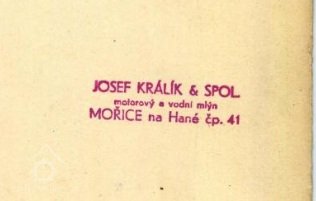 JOSEF KRÁLÍK & SPOL.
motorový a vodní mlýn
MOŘICE na Hané čp. 41